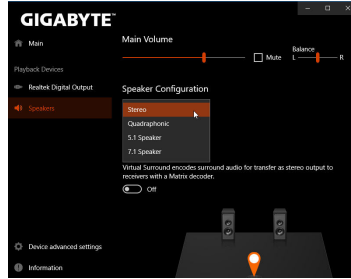 GIGABYTE™
Main
Playback Devices
Realtek Digital Output
Speakers
Device advanced settings
Information
Main Volume
Mute
Balance
L
R
Speaker Configuration
Stereo
Quadraphonic
5.1 Speaker
7.1 Speaker
Virtual Surround encodes surround audio for transfer as stereo output to
receivers with a Matrix decoder.
Off